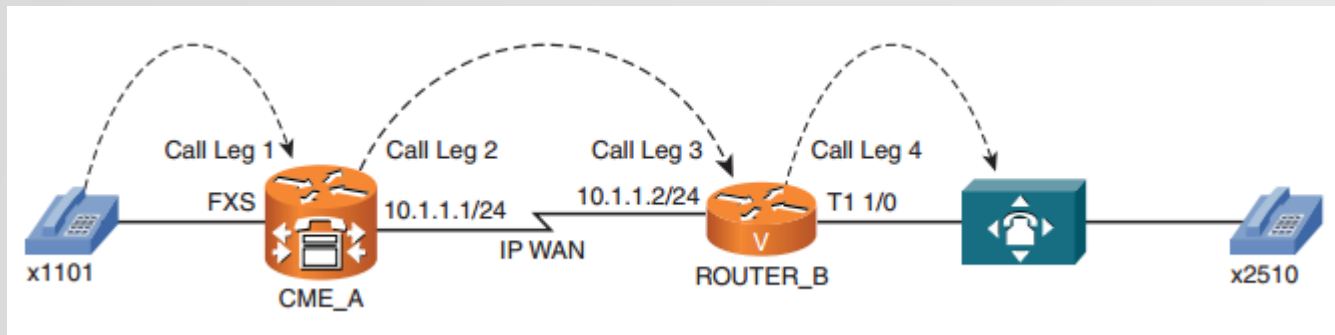 Call Leg 1
Call Leg 2
Call Leg 3
Call Leg 4
FXS
10.1.1.1/24
10.1.1.2/24
T1 1/0
IP WAN
V
x1101
CME_A
ROUTER_B
x2510